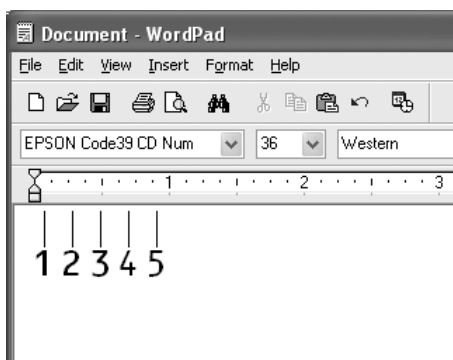 Document - WordPad
File Edit View Insert Format Help
EPSON Code39 CD Num 36 Western
1 2 3
1 2 3 4 5